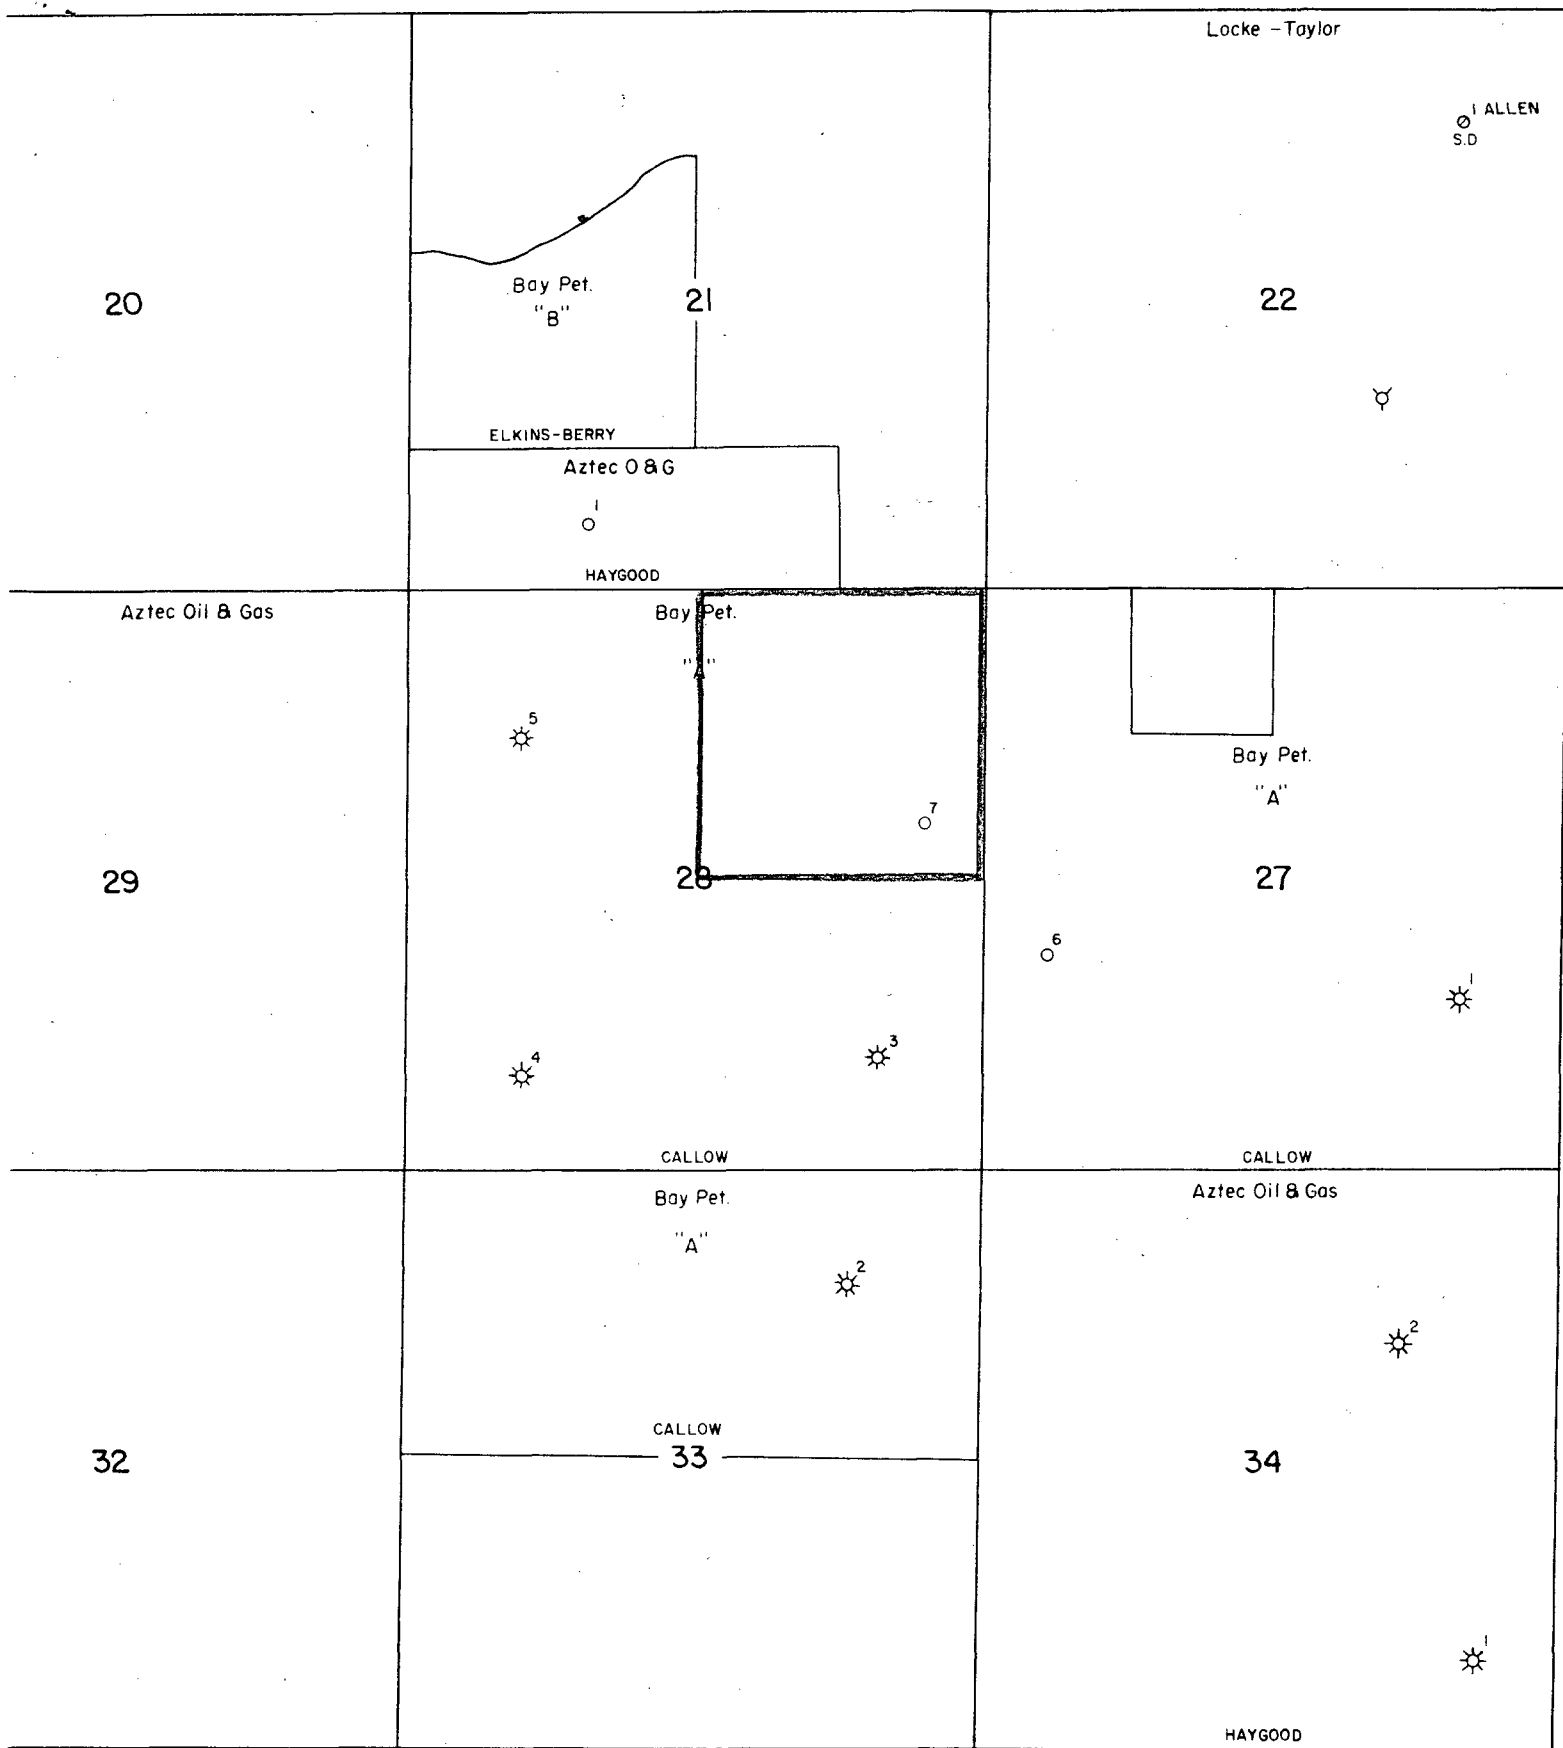 Locke - Taylor
1 ALLEN
S.D
20
Bay Pet.
"B"
21
22
ELKINS-BERRY
Aztec O & G
1
HAYGOOD
Aztec Oil & Gas
Bay Pet.
"A"
5
Bay Pet.
"A"
7
29
28
27
6
1
4
3
CALLOW
CALLOW
Bay Pet.
"A"
Aztec Oil & Gas
2
2
CALLOW
32
33
34
1
HAYGOOD